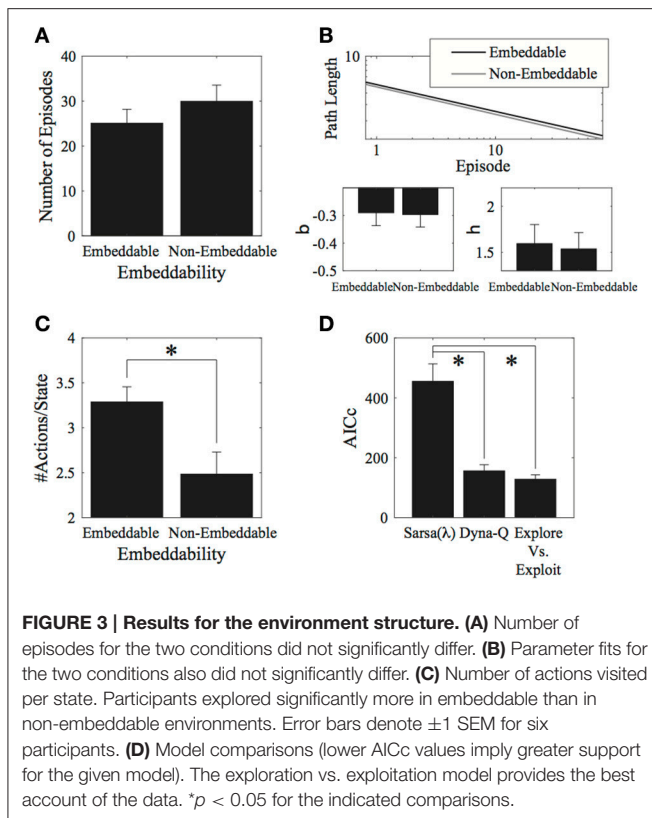 A
Number of Episodes
40
30
20
10
0
Embeddable Non-Embeddable
Embeddability
B
Path Length
10
Embeddable
Non-Embeddable
1
10
Episode
b
-0.3
-0.4
-0.5
Embeddable Non-Embeddable
h
2
1.5
Embeddable Non-Embeddable
C
#Actions/State
4
3.5
3
2.5
2
*
Embeddable Non-Embeddable
Embeddability
D
AICc
600
400
200
0
* *
Sarsa(λ) Dyna-Q Explore
Vs.
Exploit
FIGURE 3 | Results for the environment structure. (A) Number of
episodes for the two conditions did not significantly differ. (B) Parameter fits for
the two conditions also did not significantly differ. (C) Number of actions visited
per state. Participants explored significantly more in embeddable than in
non-embeddable environments. Error bars denote ±1 SEM for six
participants. (D) Model comparisons (lower AICc values imply greater support
for the given model). The exploration vs. exploitation model provides the best
account of the data. *p < 0.05 for the indicated comparisons.